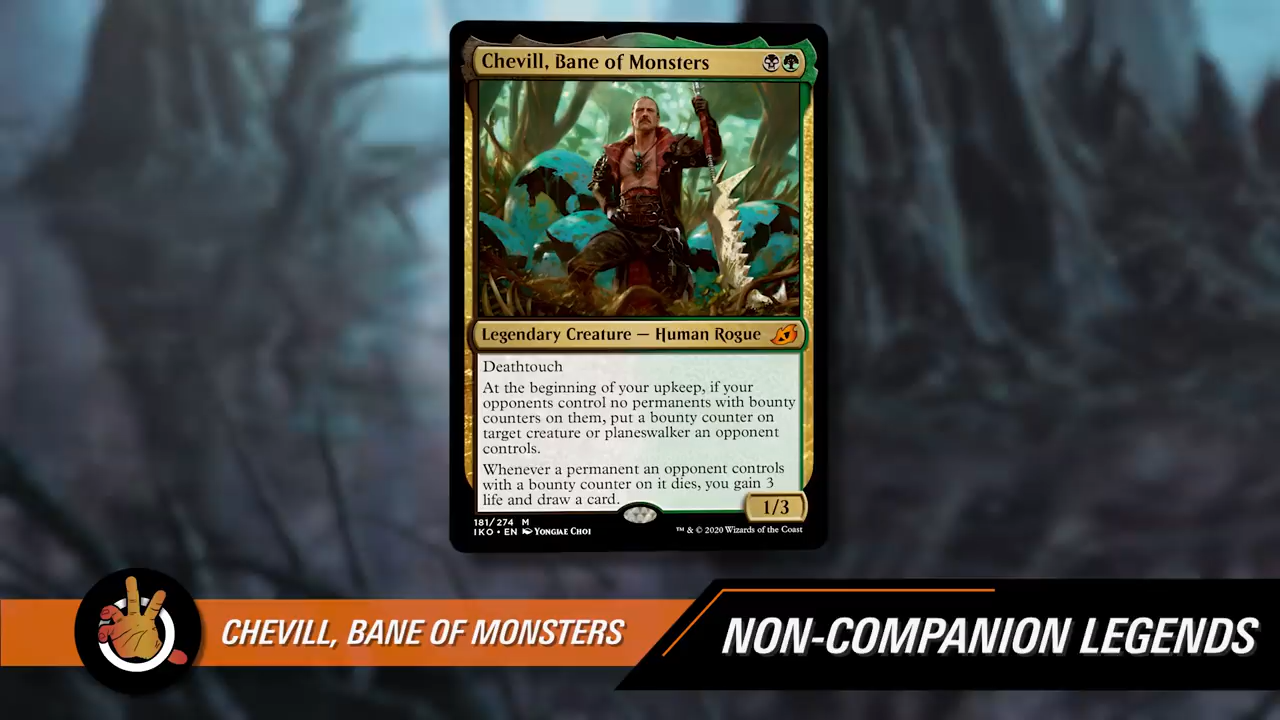 Chevill, Bane of Monsters
Legendary Creature — Human Rogue
Deathtouch
At the beginning of your upkeep, if your
opponents control no permanents with bounty
counters on them, put a bounty counter on
target creature or planeswalker an opponent
controls.
Whenever a permanent an opponent controls
with a bounty counter on it dies, you gain 3
life and draw a card.
1/3
181/274 M
IKO • EN Yongjae Choi
™ & © 2020 Wizards of the Coast
CHEVILL, BANE OF MONSTERS
NON-COMPANION LEGENDS